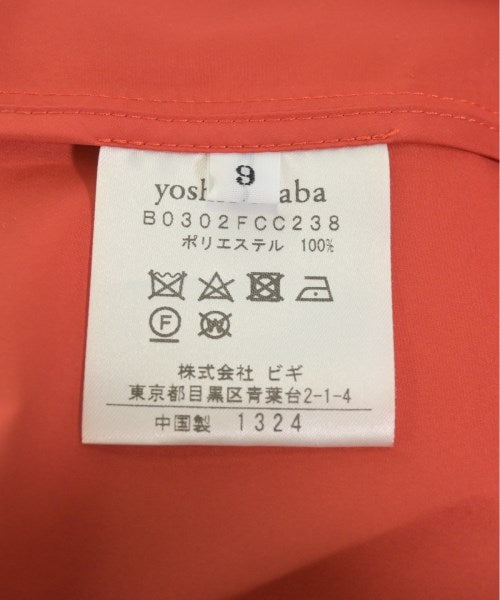 9
B0302FCC238
ポリエステル 100%
F
W
株式会社 ビギ
東京都目黒区青葉台2-1-4
中国製 1324